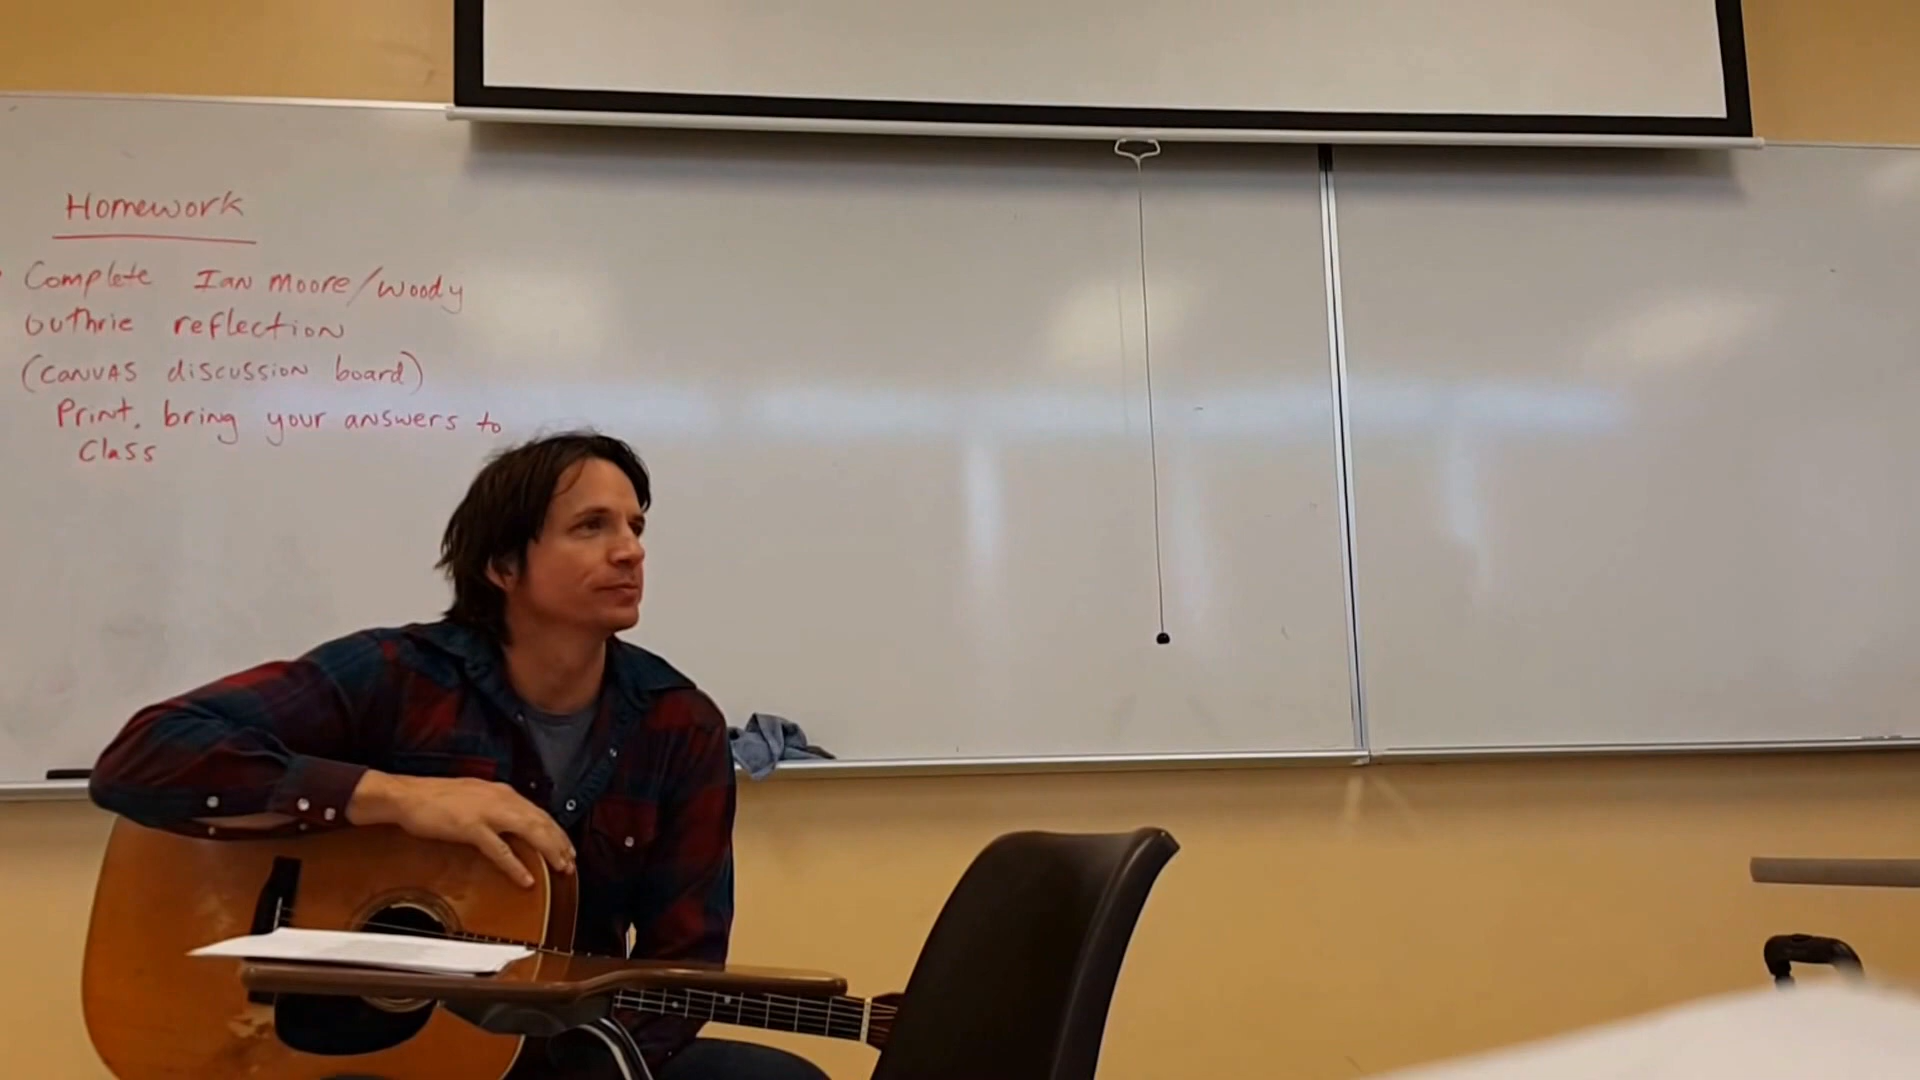 Homework
Complete Ian Moore/Woody
Guthrie reflection
(CANVAS discussion board)
Print, bring your answers to
Class